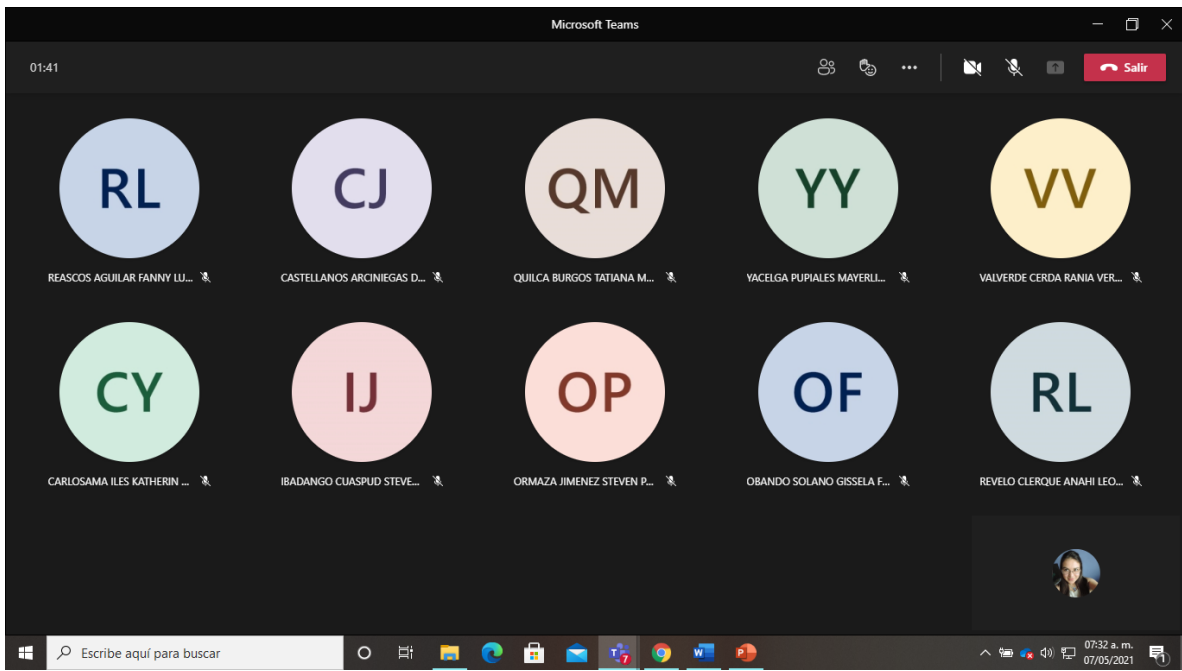 Microsoft Teams
01:41
Salir
RL
CJ
QM
YY
VV
REASCOS AGUILAR FANNY LU...
CASTELLANOS ARCINIEGAS D...
QUILCA BURGOS TATIANA M...
YACELGA PUPIALES MAYERLI...
VALVERDE CERDA RANIA VER...
CY
IJ
OP
OF
RL
CARLOSAMA ILES KATHERIN ...
IBADANGO CUASPUD STEVE...
ORMAZA JIMENEZ STEVEN P...
OBANDO SOLANO GISSELA F...
REVELO CLERQUE ANAHI LEO...
Escribe aquí para buscar
7
07:32 a. m.
07/05/2021
1